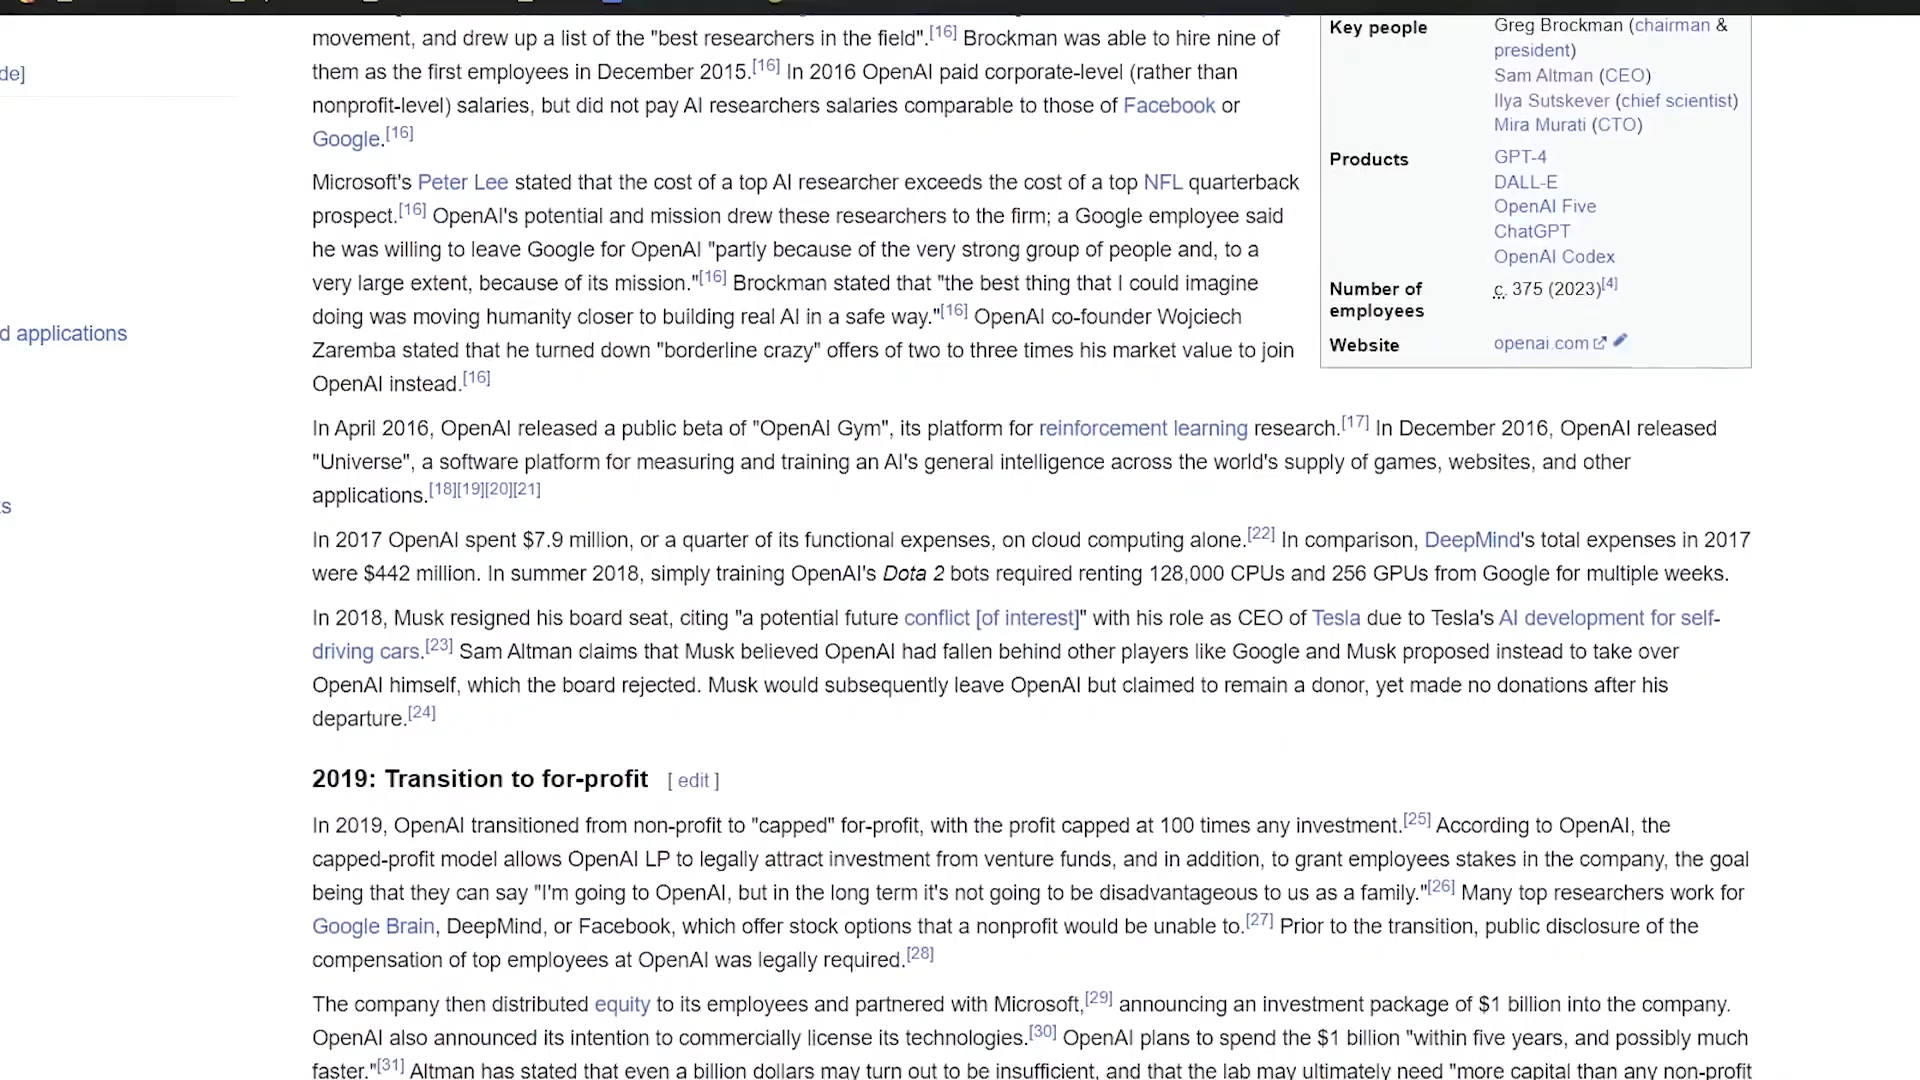 de]
d applications
s
movement, and drew up a list of the "best researchers in the field".[16] Brockman was able to hire nine of
them as the first employees in December 2015.[16] In 2016 OpenAI paid corporate-level (rather than
nonprofit-level) salaries, but did not pay AI researchers salaries comparable to those of Facebook or
Google.[16]
Microsoft's Peter Lee stated that the cost of a top AI researcher exceeds the cost of a top NFL quarterback
prospect.[16] OpenAI's potential and mission drew these researchers to the firm; a Google employee said
he was willing to leave Google for OpenAI "partly because of the very strong group of people and, to a
very large extent, because of its mission."[16] Brockman stated that "the best thing that I could imagine
doing was moving humanity closer to building real AI in a safe way."[16] OpenAI co-founder Wojciech
Zaremba stated that he turned down "borderline crazy" offers of two to three times his market value to join
OpenAI instead.[16]
Key people Greg Brockman (chairman &
president)
Sam Altman (CEO)
Ilya Sutskever (chief scientist)
Mira Murati (CTO)
Products GPT-4
DALL-E
OpenAI Five
ChatGPT
OpenAI Codex
Number of c. 375 (2023)[4]
employees
Website openai.com
In April 2016, OpenAI released a public beta of "OpenAI Gym", its platform for reinforcement learning research.[17] In December 2016, OpenAI released
"Universe", a software platform for measuring and training an AI's general intelligence across the world's supply of games, websites, and other
applications.[18][19][20][21]
In 2017 OpenAI spent $7.9 million, or a quarter of its functional expenses, on cloud computing alone.[22] In comparison, DeepMind's total expenses in 2017
were $442 million. In summer 2018, simply training OpenAI's Dota 2 bots required renting 128,000 CPUs and 256 GPUs from Google for multiple weeks.
In 2018, Musk resigned his board seat, citing "a potential future conflict [of interest]" with his role as CEO of Tesla due to Tesla's AI development for self-
driving cars.[23] Sam Altman claims that Musk believed OpenAI had fallen behind other players like Google and Musk proposed instead to take over
OpenAI himself, which the board rejected. Musk would subsequently leave OpenAI but claimed to remain a donor, yet made no donations after his
departure.[24]
2019: Transition to for-profit [ edit ]
In 2019, OpenAI transitioned from non-profit to "capped" for-profit, with the profit capped at 100 times any investment.[25] According to OpenAI, the
capped-profit model allows OpenAI LP to legally attract investment from venture funds, and in addition, to grant employees stakes in the company, the goal
being that they can say "I'm going to OpenAI, but in the long term it's not going to be disadvantageous to us as a family."[26] Many top researchers work for
Google Brain, DeepMind, or Facebook, which offer stock options that a nonprofit would be unable to.[27] Prior to the transition, public disclosure of the
compensation of top employees at OpenAI was legally required.[28]
The company then distributed equity to its employees and partnered with Microsoft,[29] announcing an investment package of $1 billion into the company.
OpenAI also announced its intention to commercially license its technologies.[30] OpenAI plans to spend the $1 billion "within five years, and possibly much
faster."[31] Altman has stated that even a billion dollars may turn out to be insufficient, and that the lab may ultimately need "more capital than any non-profit